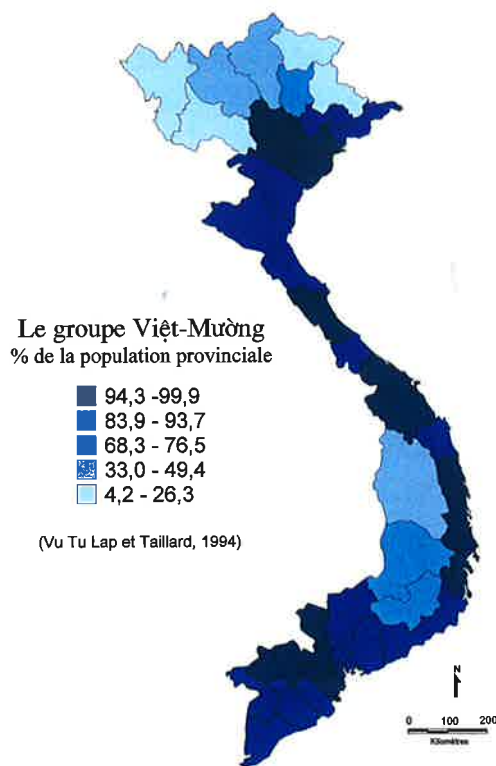 Le groupe Việt-Mường
% de la population provinciale
94,3 -99,9
83,9 - 93,7
68,3 - 76,5
33,0 - 49,4
4,2 - 26,3
(Vu Tu Lap et Taillard, 1994)
N
0 100 200
Kilomètres